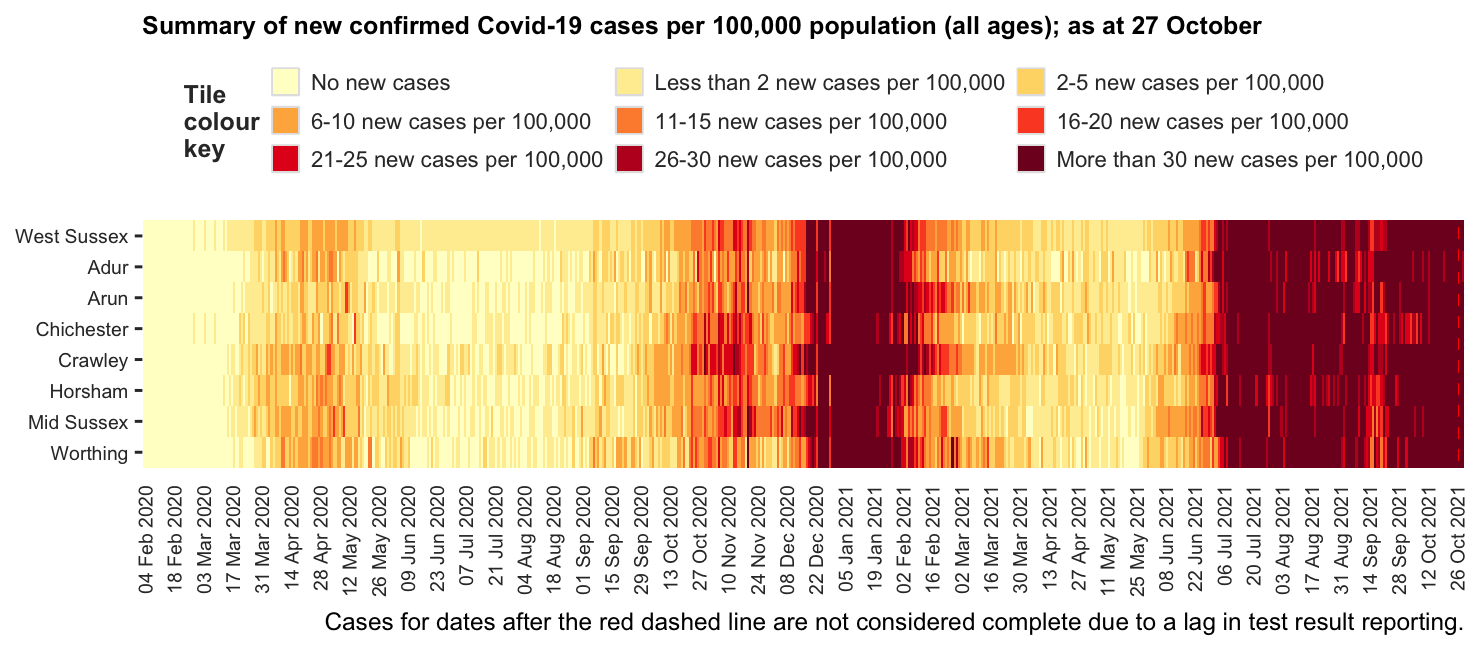 Summary of new confirmed Covid-19 cases per 100,000 population (all ages); as at 27 October
Tile
colour
key
No new cases
Less than 2 new cases per 100,000
2-5 new cases per 100,000
6-10 new cases per 100,000
11-15 new cases per 100,000
16-20 new cases per 100,000
21-25 new cases per 100,000
26-30 new cases per 100,000
More than 30 new cases per 100,000
West Sussex
Adur
Arun
Chichester
Crawley
Horsham
Mid Sussex
Worthing
04 Feb 2020
18 Feb 2020
03 Mar 2020
17 Mar 2020
31 Mar 2020
14 Apr 2020
28 Apr 2020
12 May 2020
26 May 2020
09 Jun 2020
23 Jun 2020
07 Jul 2020
21 Jul 2020
04 Aug 2020
18 Aug 2020
01 Sep 2020
15 Sep 2020
29 Sep 2020
13 Oct 2020
27 Oct 2020
10 Nov 2020
24 Nov 2020
08 Dec 2020
22 Dec 2020
05 Jan 2021
19 Jan 2021
02 Feb 2021
16 Feb 2021
02 Mar 2021
16 Mar 2021
30 Mar 2021
13 Apr 2021
27 Apr 2021
11 May 2021
25 May 2021
08 Jun 2021
22 Jun 2021
06 Jul 2021
20 Jul 2021
03 Aug 2021
17 Aug 2021
31 Aug 2021
14 Sep 2021
28 Sep 2021
12 Oct 2021
26 Oct 2021
Cases for dates after the red dashed line are not considered complete due to a lag in test result reporting.